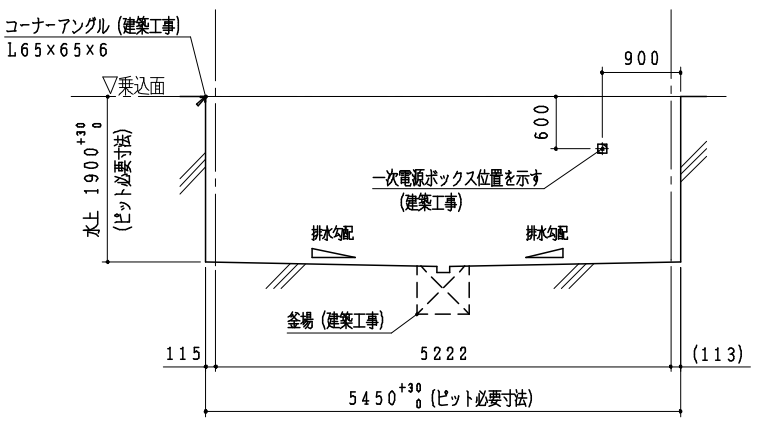 コーナーアングル (建築工事)
L65×65×6
▽乗込面
900
600
水上 1900 +30 0
(ピット必要寸法)
一次電源ボックス位置を示す
(建築工事)
排水勾配
排水勾配
釜場 (建築工事)
115
5222
(113)
5450 +30 0 (ピット必要寸法)